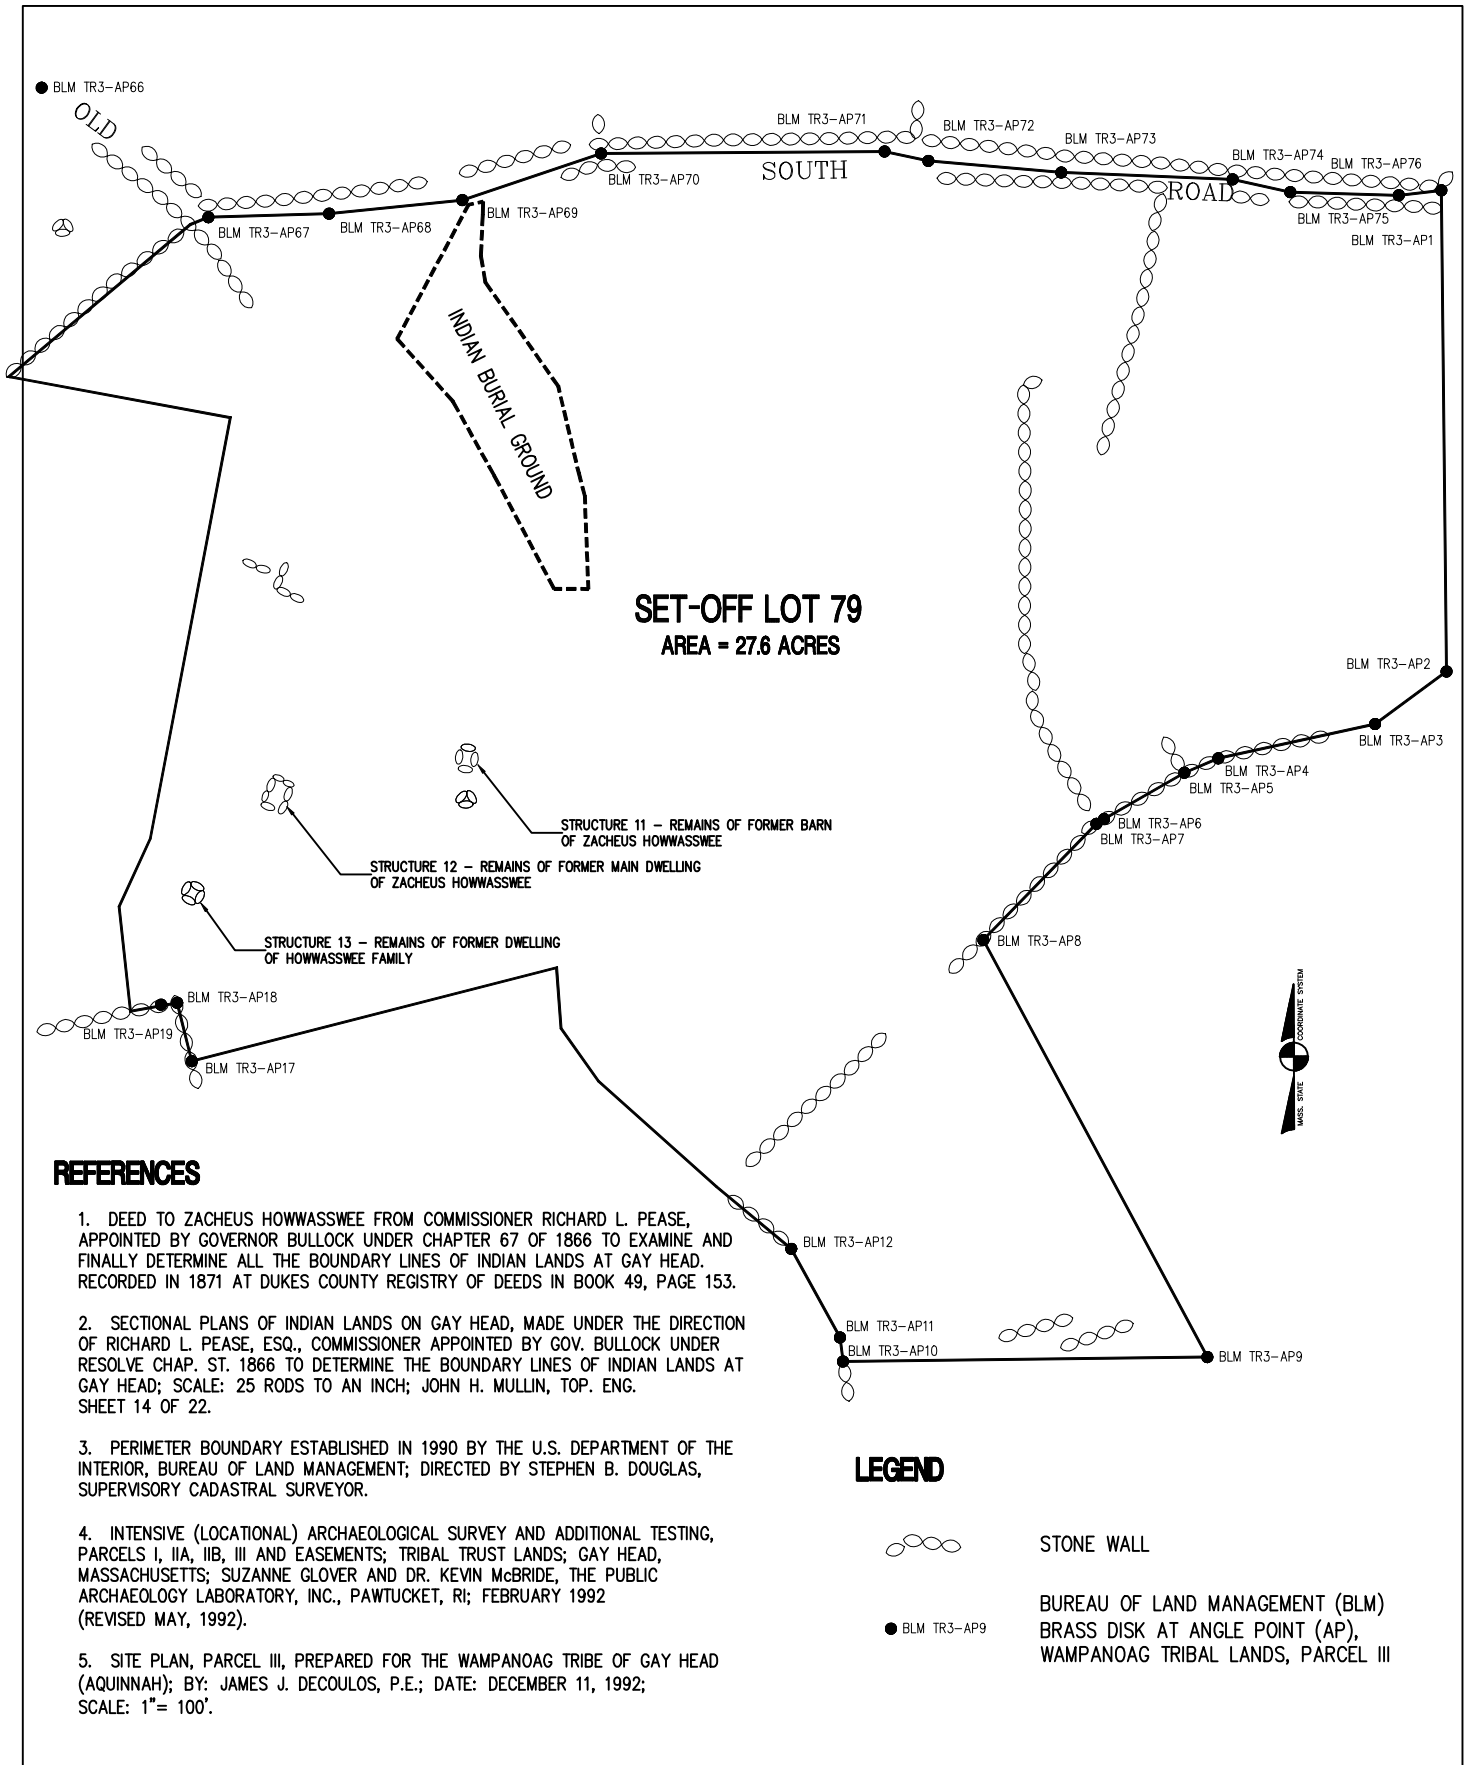 BLM TR3-AP66
OLD
BLM TR3-AP71
BLM TR3-AP72
BLM TR3-AP73
BLM TR3-AP74
BLM TR3-AP76
SOUTH
BLM TR3-AP70
ROAD
BLM TR3-AP67
BLM TR3-AP68
BLM TR3-AP69
BLM TR3-AP75
BLM TR3-AP1
INDIAN BURIAL GROUND
SET-OFF LOT 79
AREA = 27.6 ACRES
BLM TR3-AP2
BLM TR3-AP3
BLM TR3-AP4
BLM TR3-AP5
BLM TR3-AP6
BLM TR3-AP7
STRUCTURE 11 - REMAINS OF FORMER BARN
OF ZACHEUS HOWWASSWEE
STRUCTURE 12 - REMAINS OF FORMER MAIN DWELLING
OF ZACHEUS HOWWASSWEE
STRUCTURE 13 - REMAINS OF FORMER DWELLING
OF HOWWASSWEE FAMILY
BLM TR3-AP8
BLM TR3-AP18
BLM TR3-AP19
BLM TR3-AP17
MASS. STATE COORDINATE SYSTEM
BLM TR3-AP12
BLM TR3-AP11
BLM TR3-AP10
BLM TR3-AP9
REFERENCES
1. DEED TO ZACHEUS HOWWASSWEE FROM COMMISSIONER RICHARD L. PEASE,
APPOINTED BY GOVERNOR BULLOCK UNDER CHAPTER 67 OF 1866 TO EXAMINE AND
FINALLY DETERMINE ALL THE BOUNDARY LINES OF INDIAN LANDS AT GAY HEAD.
RECORDED IN 1871 AT DUKES COUNTY REGISTRY OF DEEDS IN BOOK 49, PAGE 153.
2. SECTIONAL PLANS OF INDIAN LANDS ON GAY HEAD, MADE UNDER THE DIRECTION
OF RICHARD L. PEASE, ESQ., COMMISSIONER APPOINTED BY GOV. BULLOCK UNDER
RESOLVE CHAP. ST. 1866 TO DETERMINE THE BOUNDARY LINES OF INDIAN LANDS AT
GAY HEAD; SCALE: 25 RODS TO AN INCH; JOHN H. MULLIN, TOP. ENG.
SHEET 14 OF 22.
3. PERIMETER BOUNDARY ESTABLISHED IN 1990 BY THE U.S. DEPARTMENT OF THE
INTERIOR, BUREAU OF LAND MANAGEMENT; DIRECTED BY STEPHEN B. DOUGLAS,
SUPERVISORY CADASTRAL SURVEYOR.
4. INTENSIVE (LOCATIONAL) ARCHAEOLOGICAL SURVEY AND ADDITIONAL TESTING,
PARCELS I, IIA, IIB, III AND EASEMENTS; TRIBAL TRUST LANDS; GAY HEAD,
MASSACHUSETTS; SUZANNE GLOVER AND DR. KEVIN McBRIDE, THE PUBLIC
ARCHAEOLOGY LABORATORY, INC., PAWTUCKET, RI; FEBRUARY 1992
(REVISED MAY, 1992).
5. SITE PLAN, PARCEL III, PREPARED FOR THE WAMPANOAG TRIBE OF GAY HEAD
(AQUINNAH); BY: JAMES J. DECOULOS, P.E.; DATE: DECEMBER 11, 1992;
SCALE: 1"= 100'.
LEGEND
STONE WALL
BLM TR3-AP9
BUREAU OF LAND MANAGEMENT (BLM)
BRASS DISK AT ANGLE POINT (AP),
WAMPANOAG TRIBAL LANDS, PARCEL III